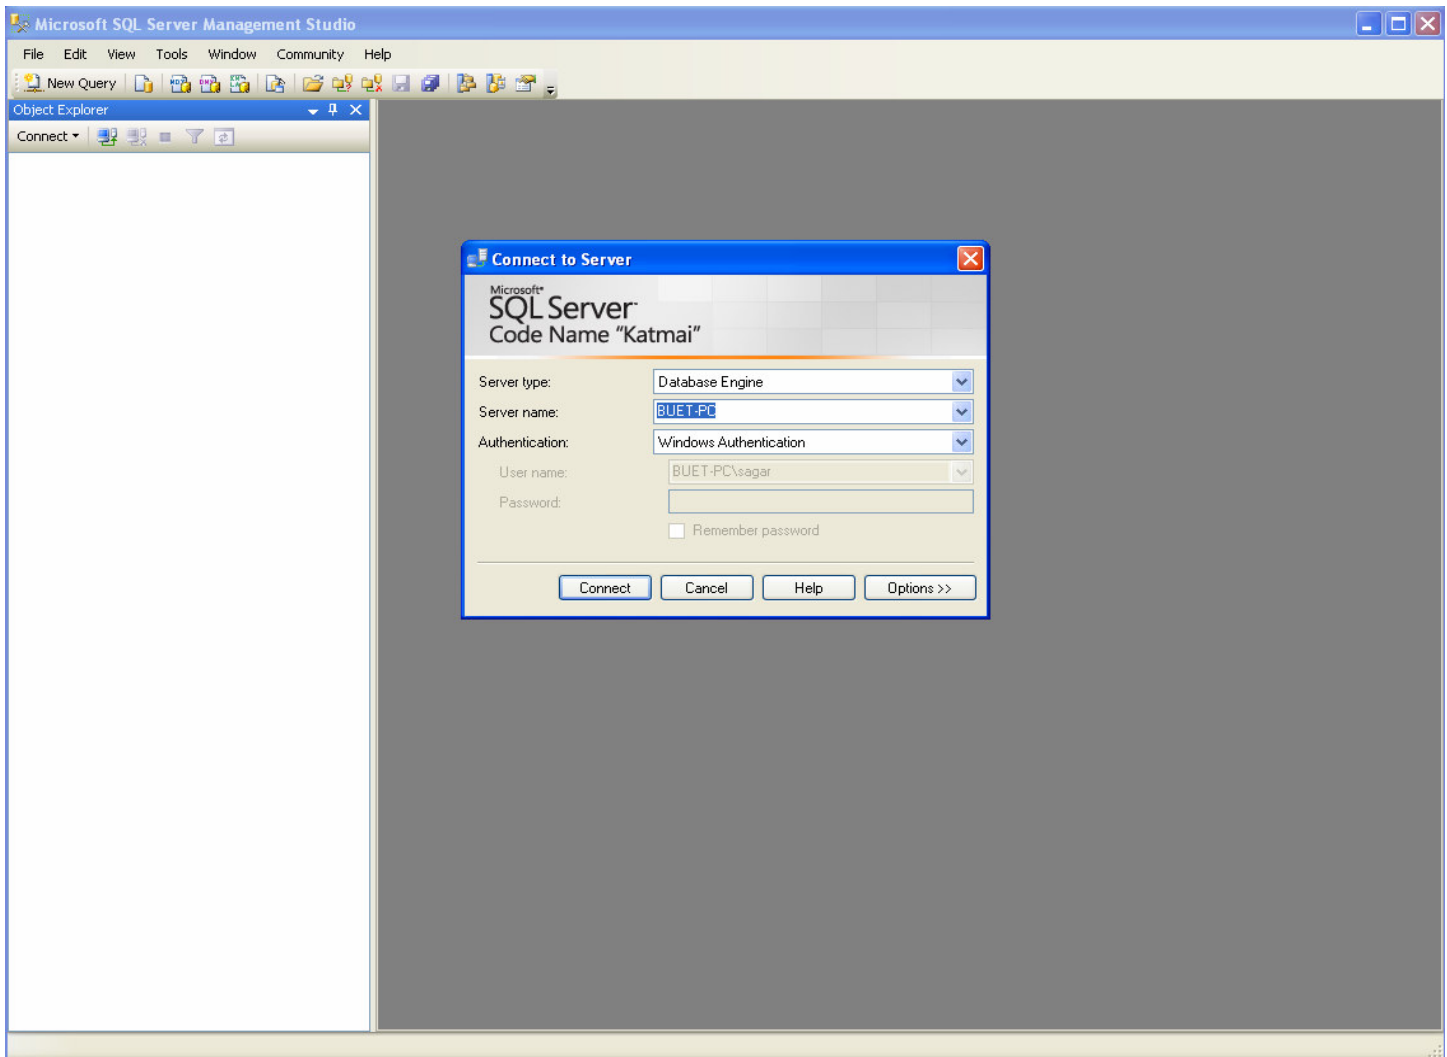 Microsoft SQL Server Management Studio
File Edit View Tools Window Community Help
New Query
Object Explorer
Connect
Connect to Server
Microsoft
SQL Server
Code Name “Katmai”
Server type: Database Engine
Server name: BUET-PC
Authentication: Windows Authentication
User name: BUET-PC\sagar
Password:
Remember password
Connect Cancel Help Options >>